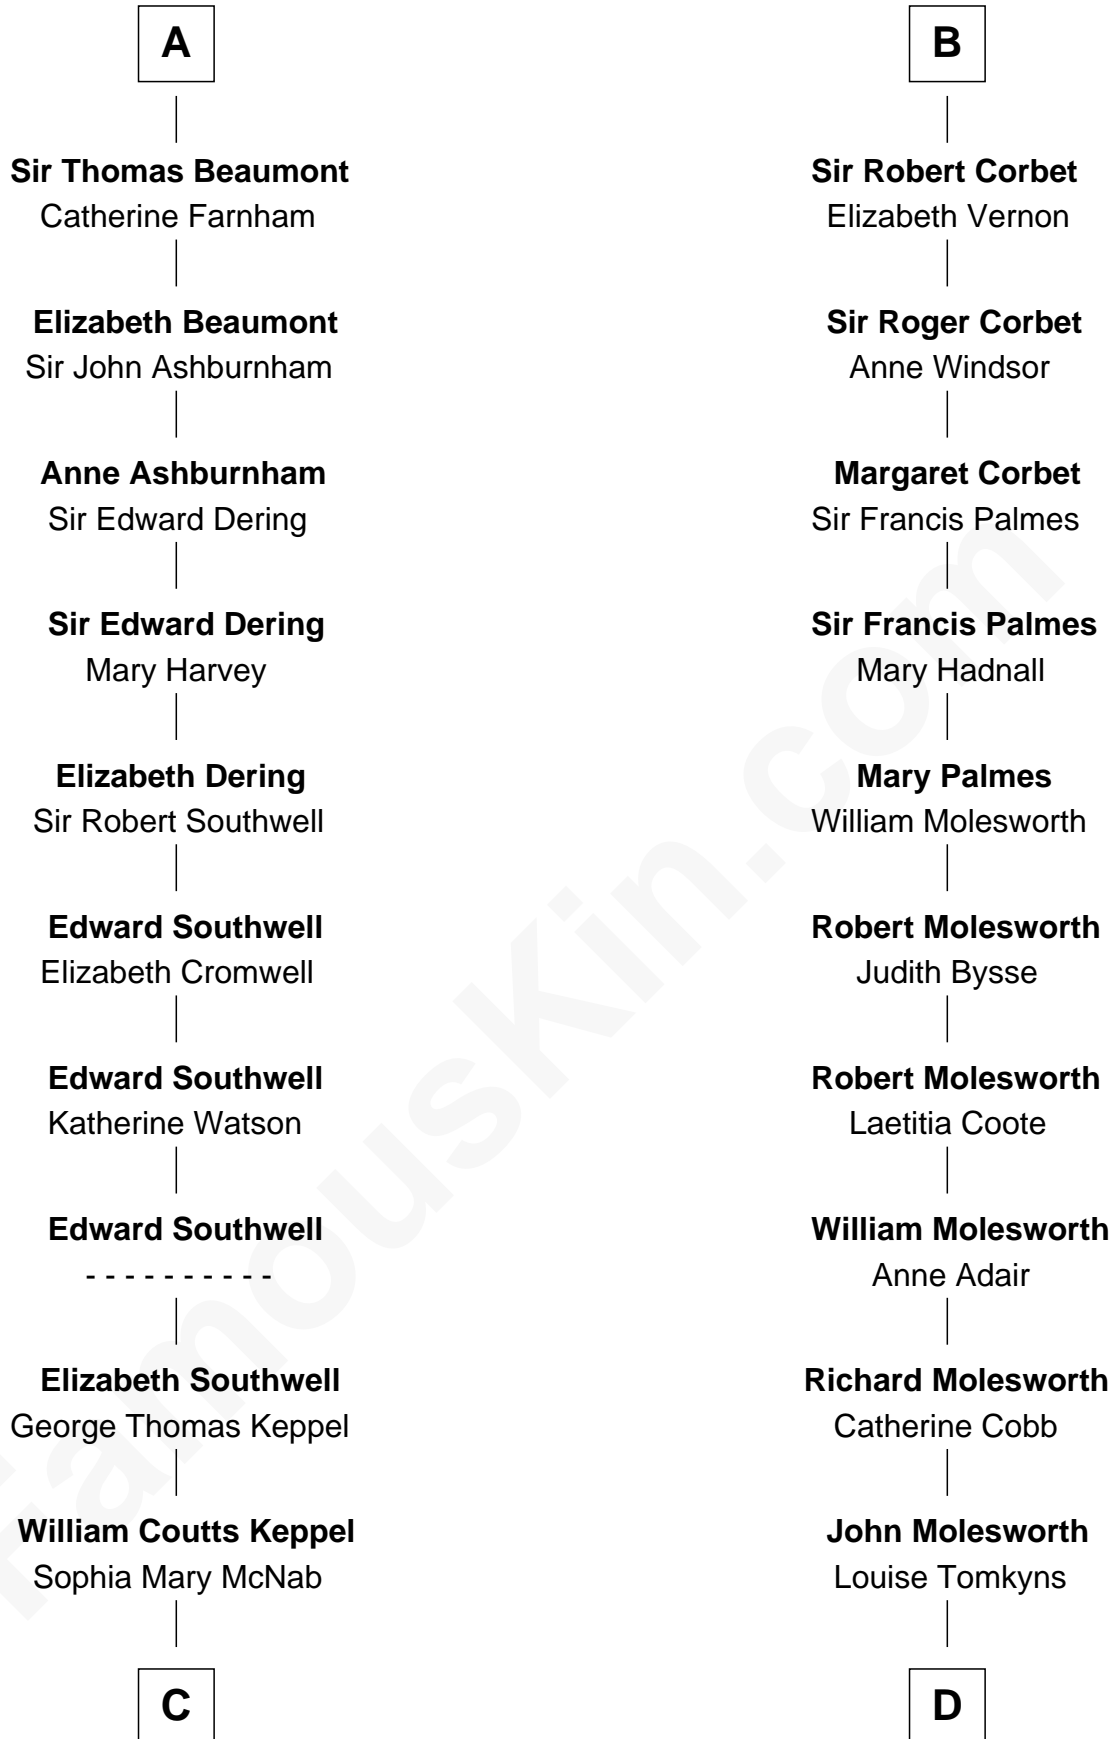 A
Sir Thomas Beaumont
Catherine Farnham
Elizabeth Beaumont
Sir John Ashburnham
Anne Ashburnham
Sir Edward Dering
Sir Edward Dering
Mary Harvey
Elizabeth Dering
Sir Robert Southwell
Edward Southwell
Elizabeth Cromwell
Edward Southwell
Katherine Watson
Edward Southwell
- - - - - - - - - -
Elizabeth Southwell
George Thomas Keppel
William Coutts Keppel
Sophia Mary McNab
C
B
Sir Robert Corbet
Elizabeth Vernon
Sir Roger Corbet
Anne Windsor
Margaret Corbet
Sir Francis Palmes
Sir Francis Palmes
Mary Hadnall
Mary Palmes
William Molesworth
Robert Molesworth
Judith Bysse
Robert Molesworth
Laetitia Coote
William Molesworth
Anne Adair
Richard Molesworth
Catherine Cobb
John Molesworth
Louise Tomkyns
D
FamousKin.com